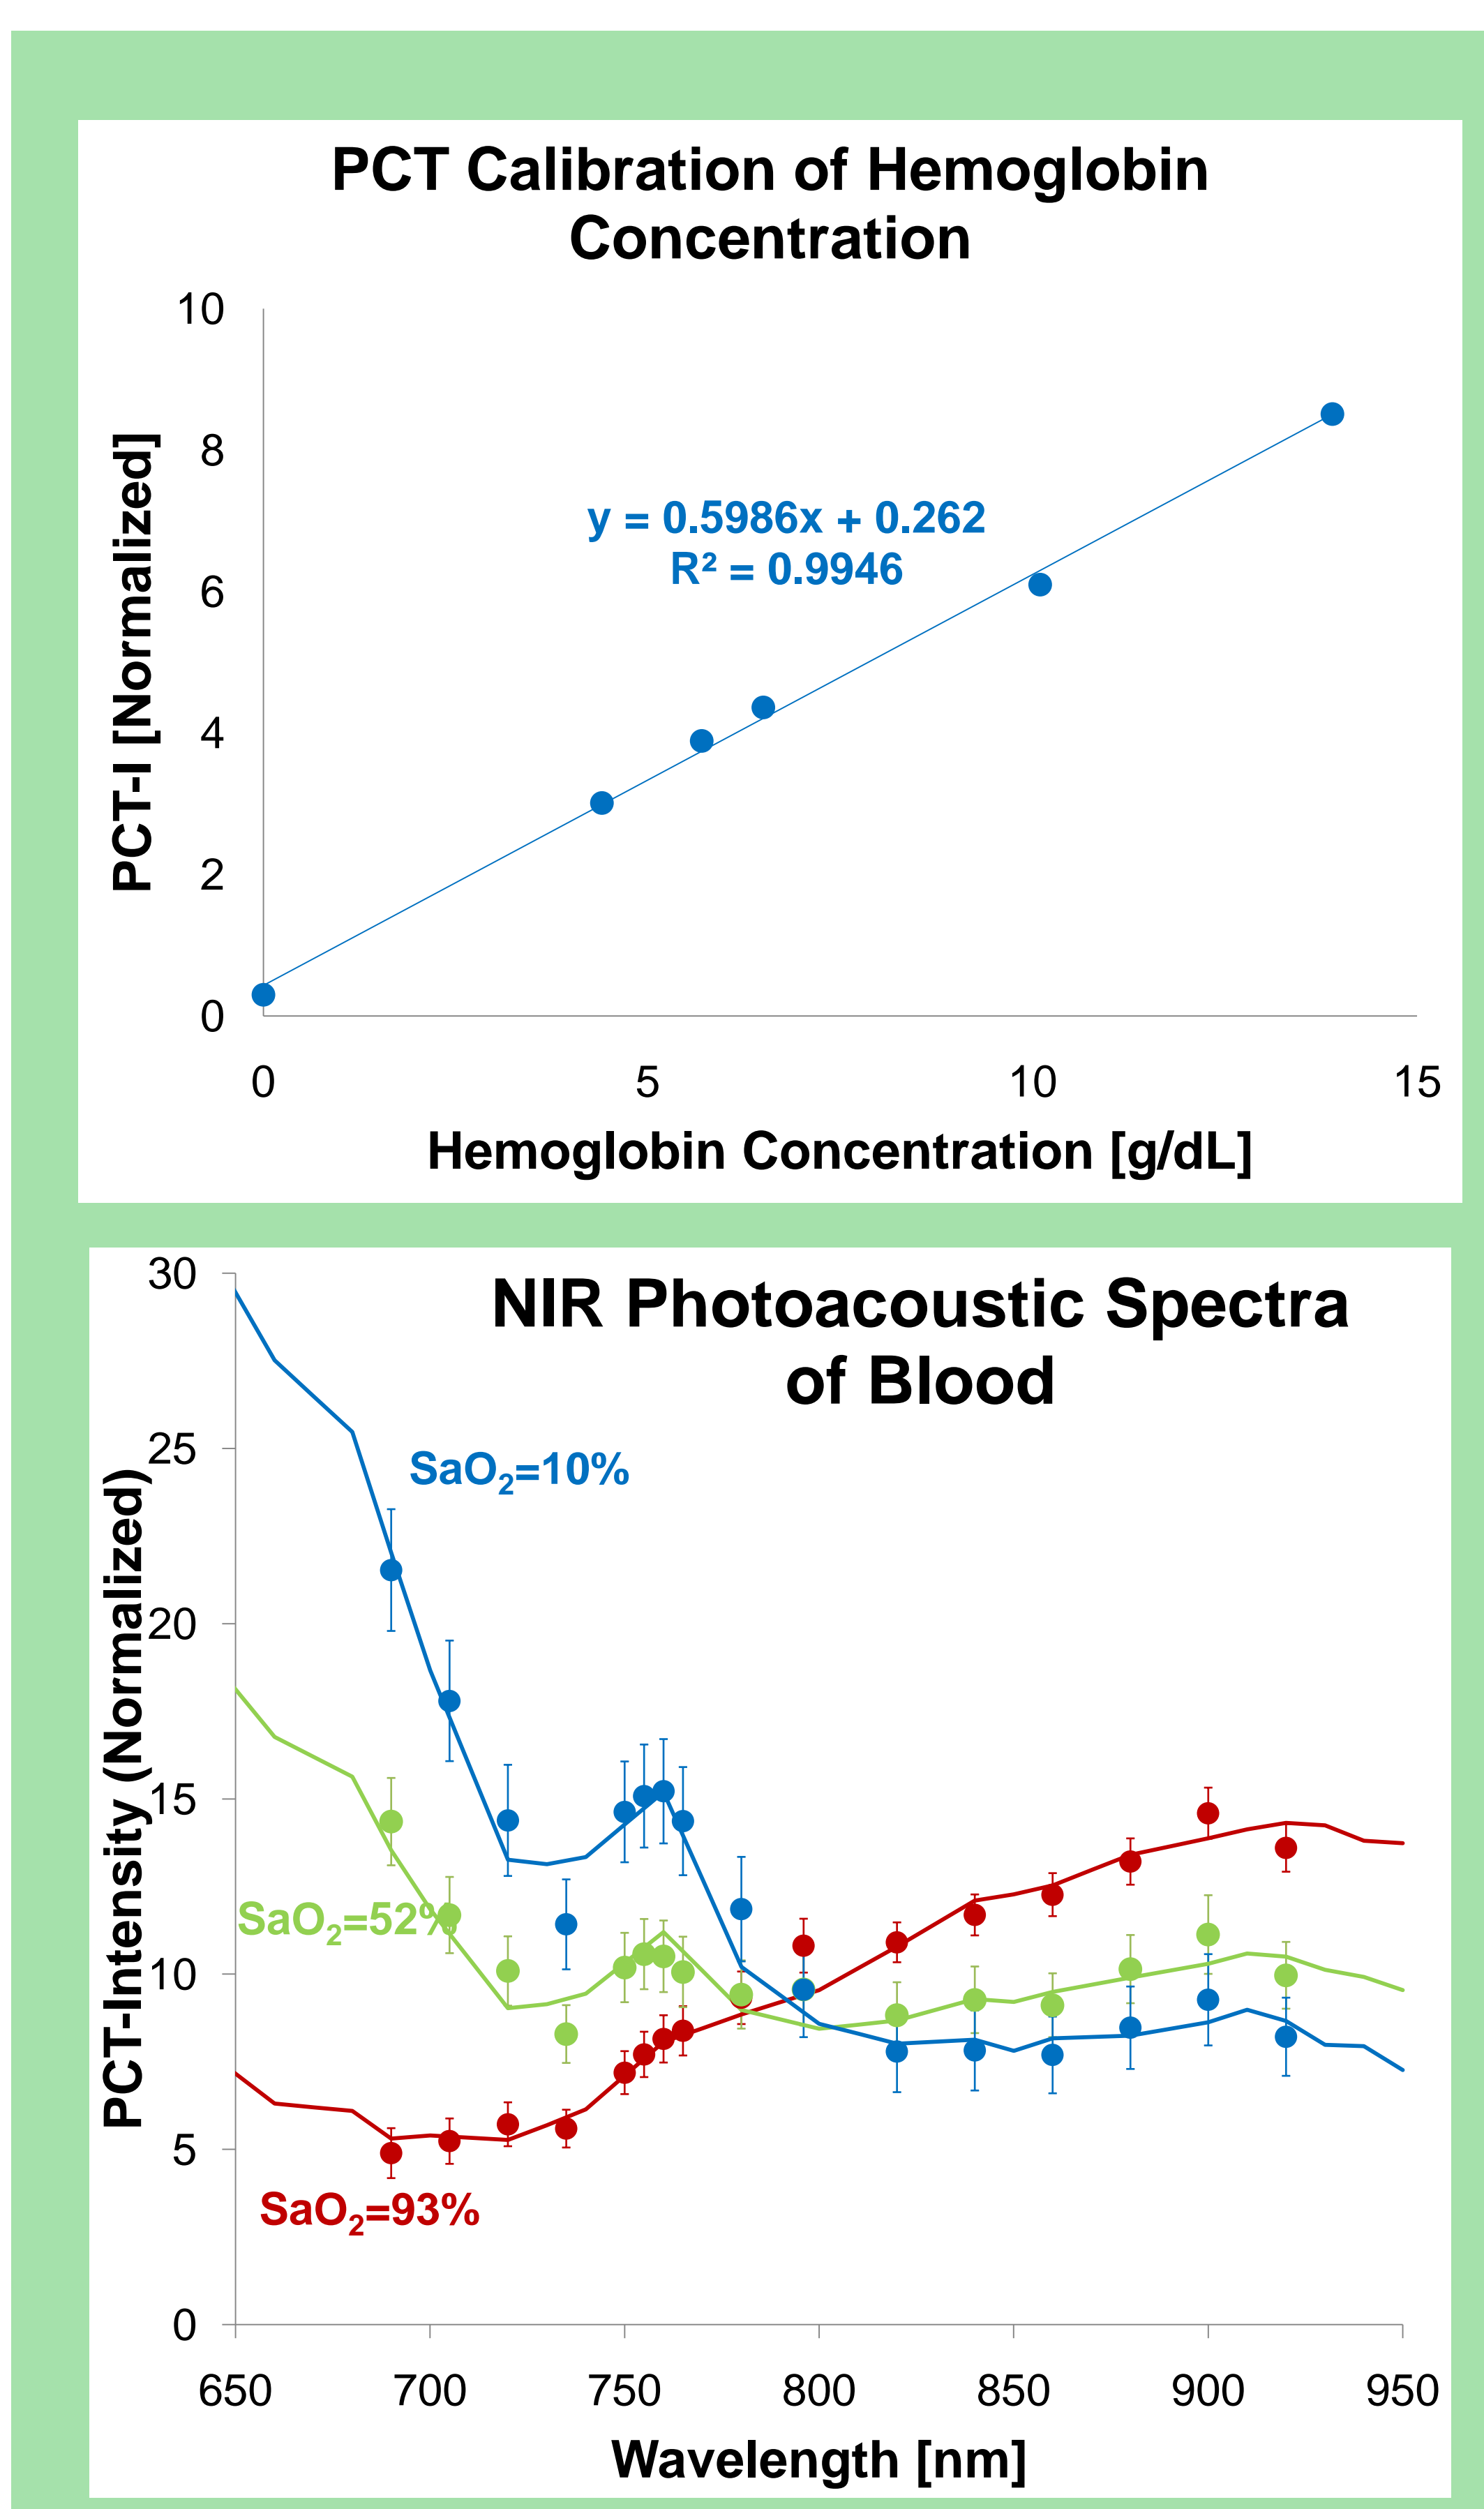 PCT Calibration of Hemoglobin
Concentration
10
8
6
4
2
0
PCT-I [Normalized]
y = 0.5986x + 0.262
R² = 0.9946
0 5 10 15
Hemoglobin Concentration [g/dL]
NIR Photoacoustic Spectra
of Blood
30
25
20
15
10
5
0
PCT-Intensity (Normalized)
SaO₂=10%
SaO₂=52%
SaO₂=93%
650 700 750 800 850 900 950
Wavelength [nm]